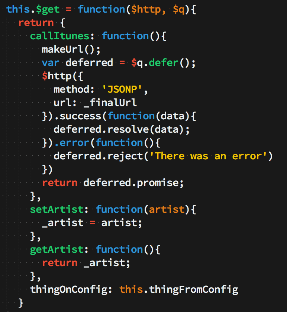 this.$get = function($http, $q){
  return {
    callItunes: function(){
      makeUrl();
      var deferred = $q.defer();
      $http({
        method: 'JSONP',
        url: _finalUrl
      }).success(function(data){
        deferred.resolve(data);
      }).error(function(){
        deferred.reject('There was an error')
      })
      return deferred.promise;
    },
    setArtist: function(artist){
      _artist = artist;
    },
    getArtist: function(){
      return _artist;
    },
    thingOnConfig: this.thingFromConfig
  }